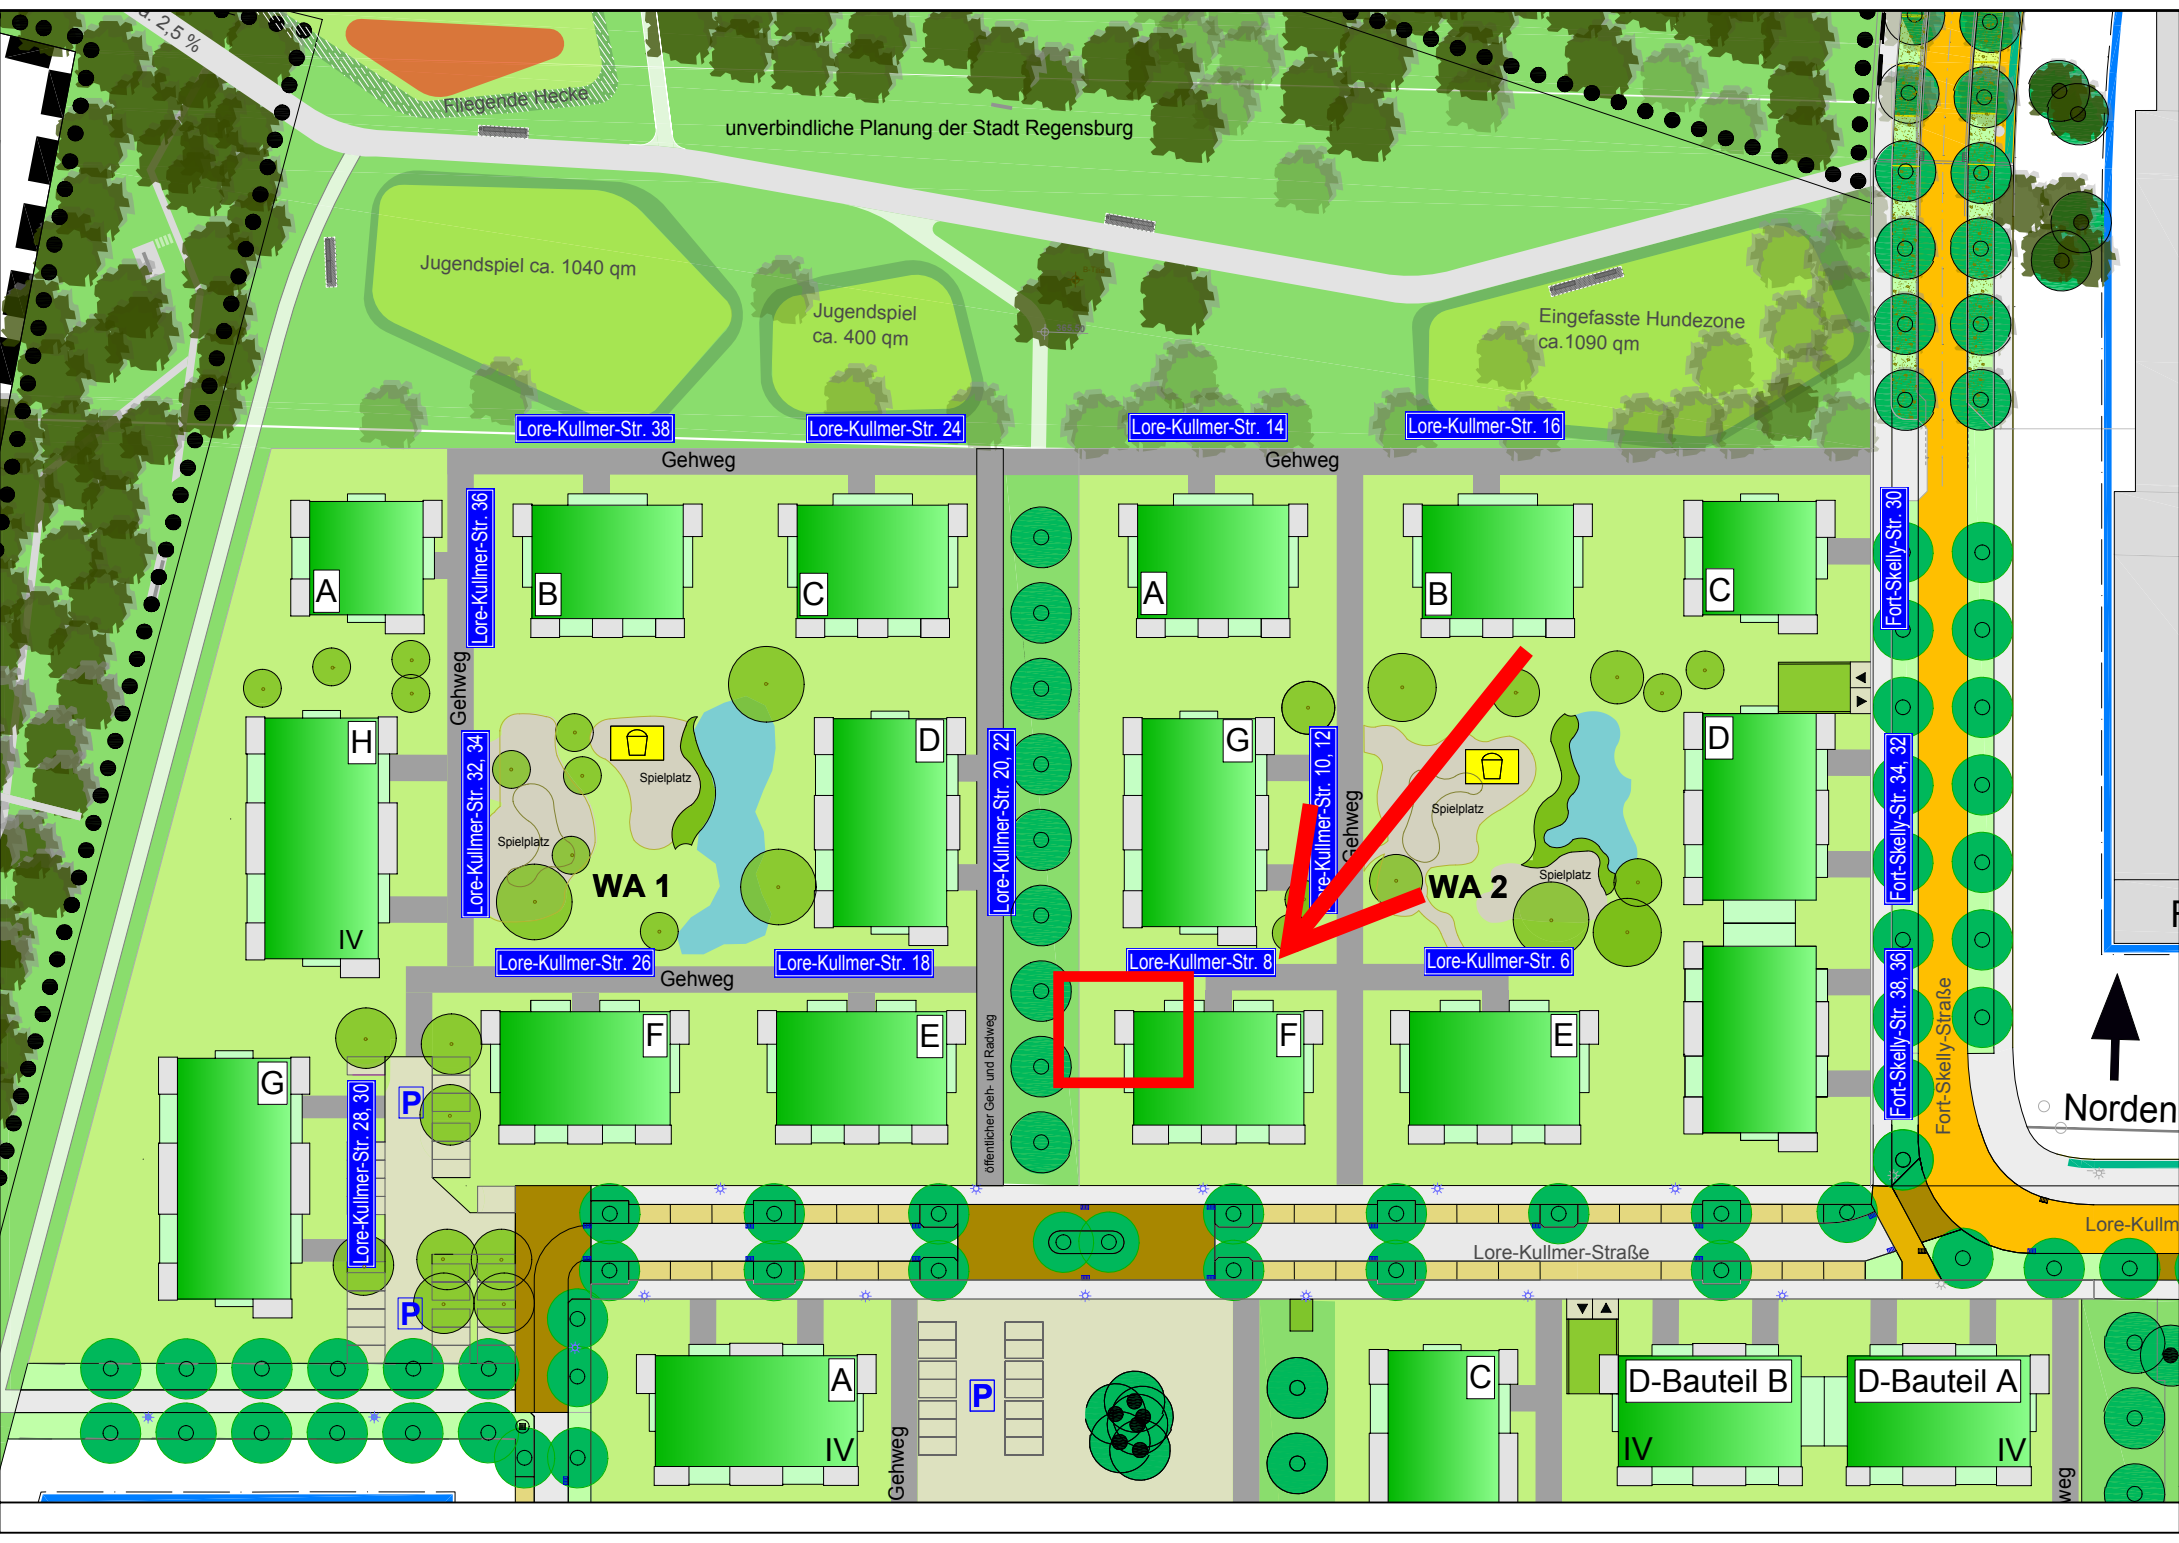 ca. 2,5 %
Fliegende Hecke
unverbindliche Planung der Stadt Regensburg
Jugendspiel ca. 1040 qm
Jugendspiel
ca. 400 qm
Eingefasste Hundezone
ca.1090 qm
Lore-Kullmer-Str. 38
Lore-Kullmer-Str. 24
Lore-Kullmer-Str. 14
Lore-Kullmer-Str. 16
Gehweg
Gehweg
Lore-Kullmer-Str. 36
Fort-Skelly-Str. 30
A
B
C
A
B
C
Gehweg
H
D
G
D
Lore-Kullmer-Str. 32, 34
Spielplatz
Spielplatz
Lore-Kullmer-Str. 20, 22
re-Kullmer-Str. 10, 12
Gehweg
Spielplatz
Spielplatz
Fort-Skelly-Str. 34, 32
WA 1
WA 2
IV
Lore-Kullmer-Str. 26
Lore-Kullmer-Str. 18
Lore-Kullmer-Str. 8
Lore-Kullmer-Str. 6
Gehweg
F
E
F
E
öffentlicher Geh- und Radweg
Fort-Skelly-Str. 38, 36
Fort-Skelly-Straße
F
Norden
G
Lore-Kullmer-Str. 28, 30
P
P
Lore-Kullmer-Straße
Lore-Kullm
A
IV
Gehweg
P
C
D-Bauteil B
IV
D-Bauteil A
IV
weg